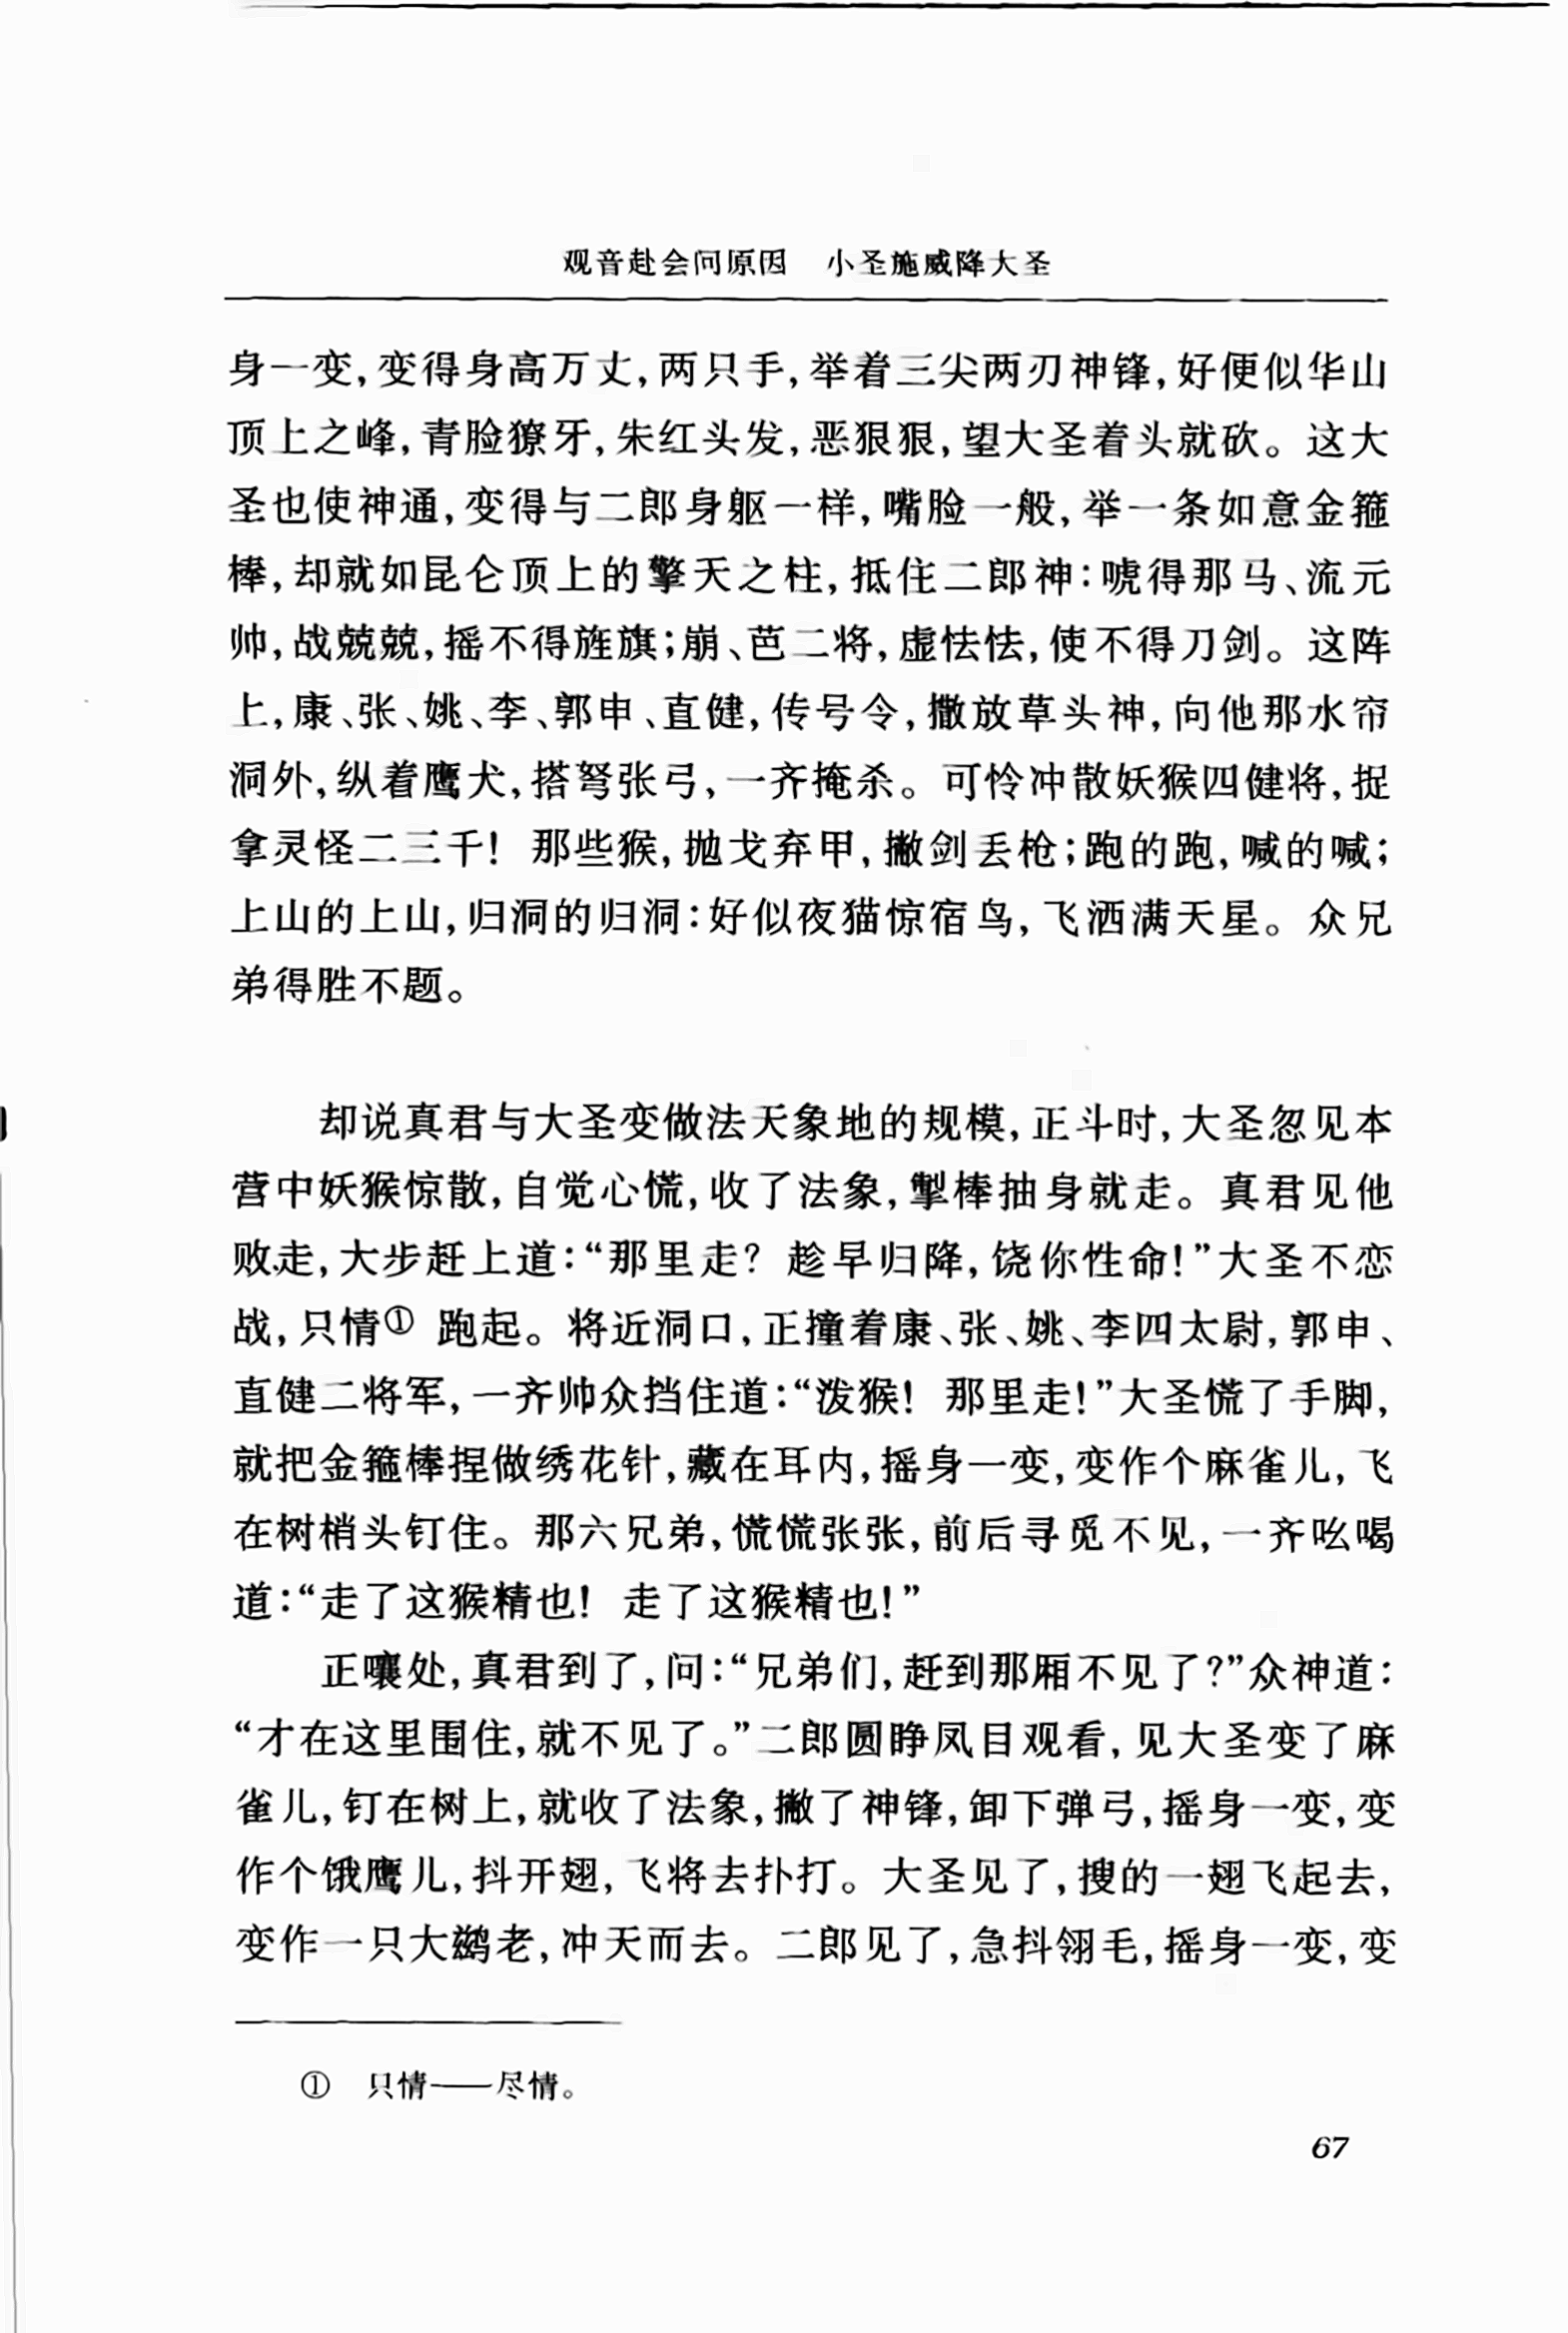 观音赴会问原因　小圣施威降大圣
身一变,变得身高万丈,两只手,举着三尖两刃神锋,好便似华山
顶上之峰,青脸獠牙,朱红头发,恶狠狠,望大圣着头就砍。这大
圣也使神通,变得与二郎身躯一样,嘴脸一般,举一条如意金箍
棒,却就如昆仑顶上的擎天之柱,抵住二郎神:唬得那马、流元
帅,战兢兢,摇不得旌旗;崩、芭二将,虚怯怯,使不得刀剑。这阵
上,康、张、姚、李、郭申、直健,传号令,撒放草头神,向他那水帘
洞外,纵着鹰犬,搭弩张弓,一齐掩杀。可怜冲散妖猴四健将,捉
拿灵怪二三千! 那些猴,抛戈弃甲,撇剑丢枪;跑的跑,喊的喊;
上山的上山,归洞的归洞:好似夜猫惊宿鸟,飞洒满天星。众兄
弟得胜不题。
却说真君与大圣变做法天象地的规模,正斗时,大圣忽见本
营中妖猴惊散,自觉心慌,收了法象,掣棒抽身就走。真君见他
败走,大步赶上道:“那里走? 趁早归降,饶你性命!”大圣不恋
战,只情① 跑起。将近洞口,正撞着康、张、姚、李四太尉,郭申、
直健二将军,一齐帅众挡住道:“泼猴! 那里走!”大圣慌了手脚,
就把金箍棒捏做绣花针,藏在耳内,摇身一变,变作个麻雀儿,飞
在树梢头钉住。那六兄弟,慌慌张张,前后寻觅不见,一齐吆喝
道:“走了这猴精也! 走了这猴精也!”
正嚷处,真君到了,问:“兄弟们,赶到那厢不见了?”众神道:
“才在这里围住,就不见了。”二郎圆睁凤目观看,见大圣变了麻
雀儿,钉在树上,就收了法象,撇了神锋,卸下弹弓,摇身一变,变
作个饿鹰儿,抖开翅,飞将去扑打。大圣见了,搜的一翅飞起去,
变作一只大鹚老,冲天而去。二郎见了,急抖翎毛,摇身一变,变
①　只情——尽情。
67